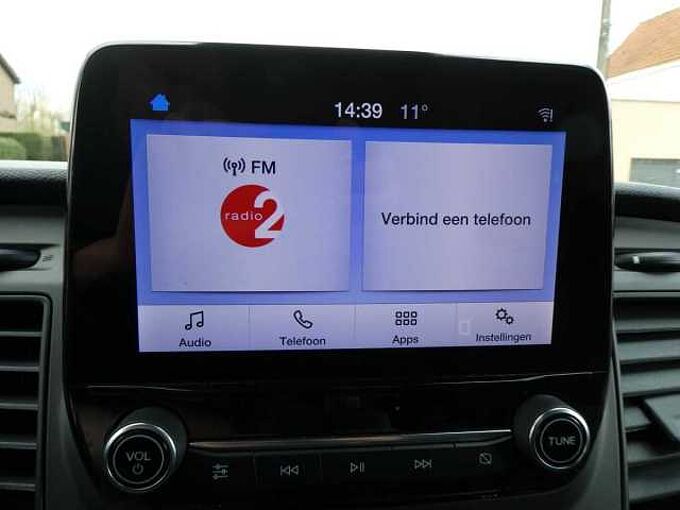 14:39 11°
FM
radio 2
Verbind een telefoon
Audio Telefoon Apps Instellingen
VOL TUNE